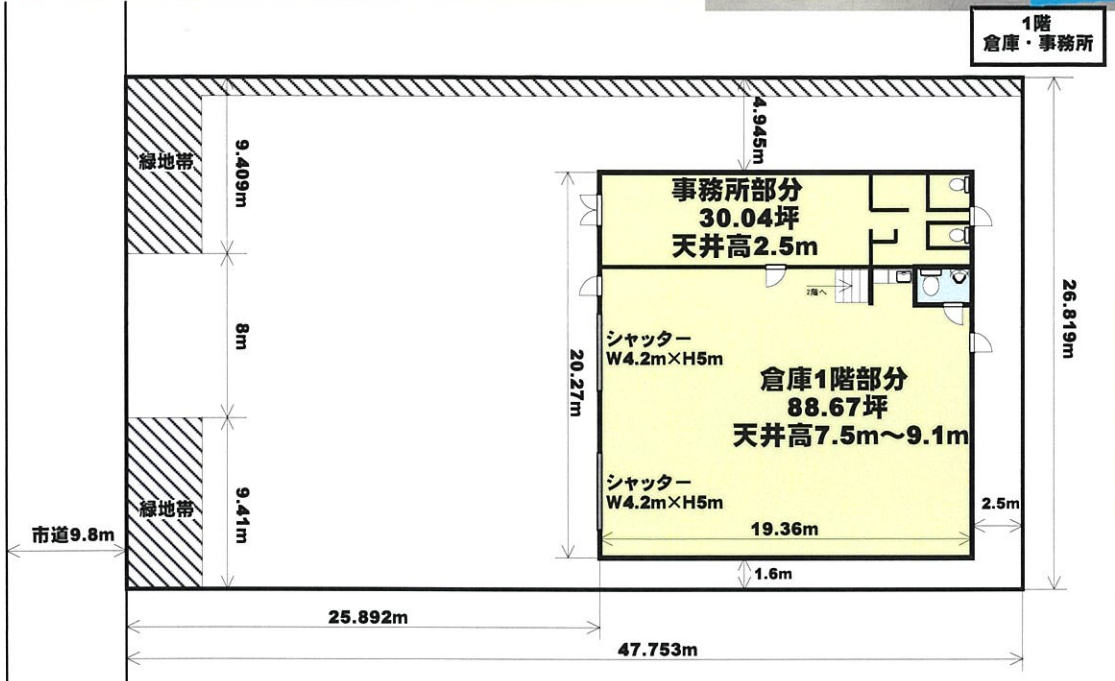 1階
倉庫・事務所
4.945m
緑地帯
9.409m
事務所部分
30.04坪
天井高2.5m
26.819m
2階へ
8m
シャッター
W4.2m×H5m
20.27m
倉庫1階部分
88.67坪
天井高7.5m～9.1m
シャッター
W4.2m×H5m
緑地帯
9.41m
2.5m
19.36m
市道9.8m
1.6m
25.892m
47.753m